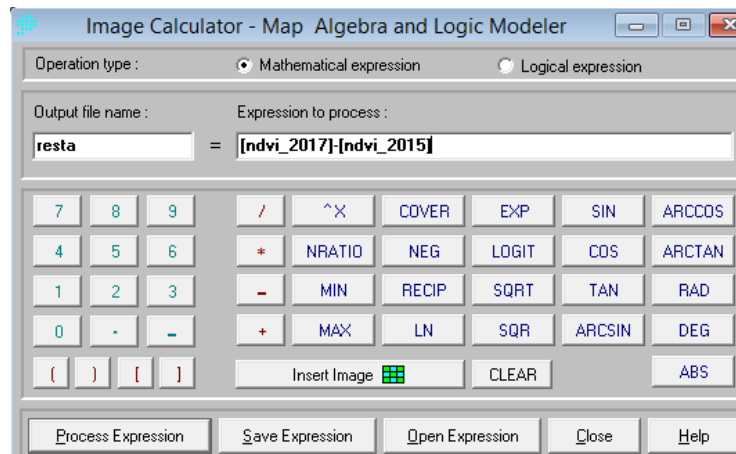 Image Calculator - Map Algebra and Logic Modeler
Operation type : Mathematical expression Logical expression
Output file name : Expression to process :
resta = [ndvi_2017]-[ndvi_2015]
7 8 9 / ^X COVER EXP SIN ARCCOS
4 5 6 * NRATIO NEG LOGIT COS ARCTAN
1 2 3 - MIN RECIP SQRT TAN RAD
0 . - + MAX LN SQR ARCSIN DEG
( ) [ ] Insert Image CLEAR ABS
Process Expression Save Expression Open Expression Close Help